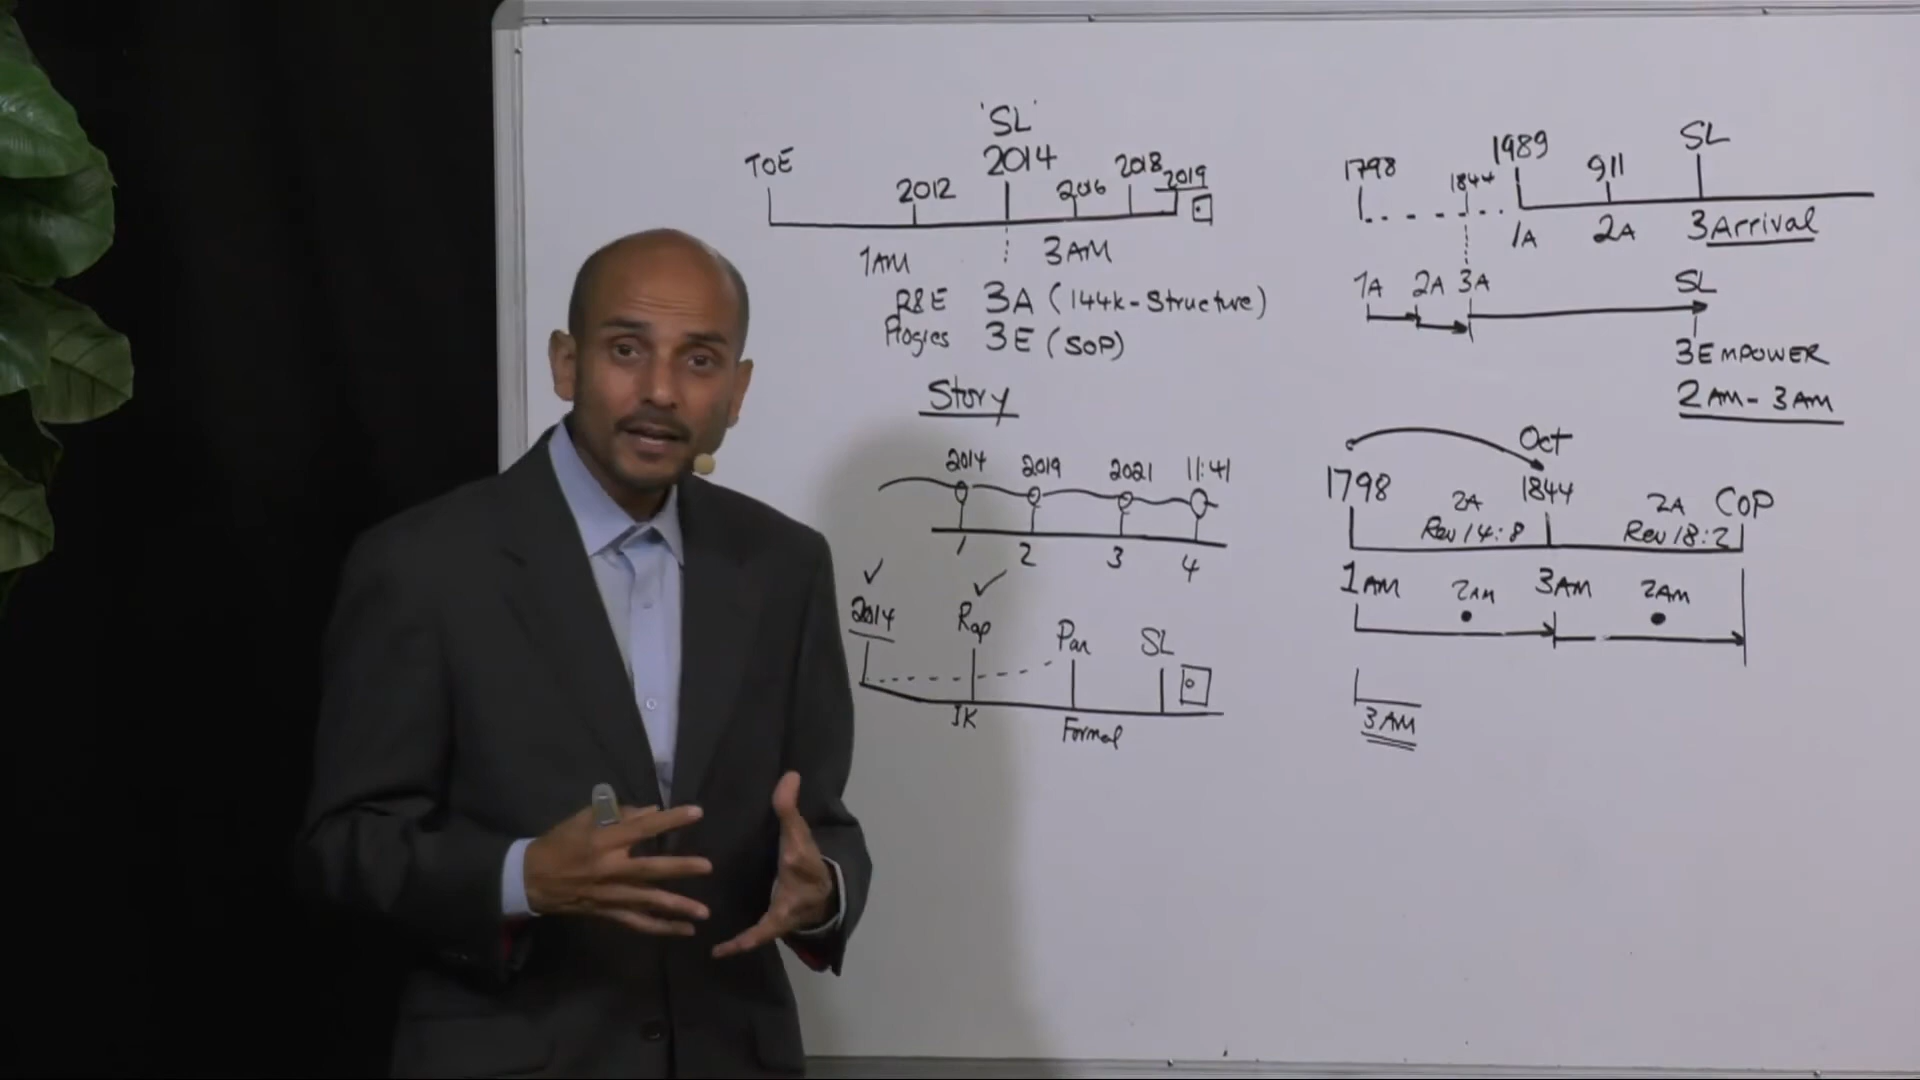 'SL'
TOE 2012 2014 2016 2018 2019
1AM 3AM
R&E 3A (144k-Structure)
Progres 3E (SOP)
Story
2014 2019 2021 11:41
1 2 3 4
2014 Rap Pan SL
IK Formal
1798 1844 1989 911 SL
1A 2A 3Arrival
1A 2A 3A SL
3EMPOWER
2AM - 3AM
Oct
1798 2A 1844 2A COP
Rev 14:8 Rev 18:2
1AM 2AM 3AM 2AM
3AM